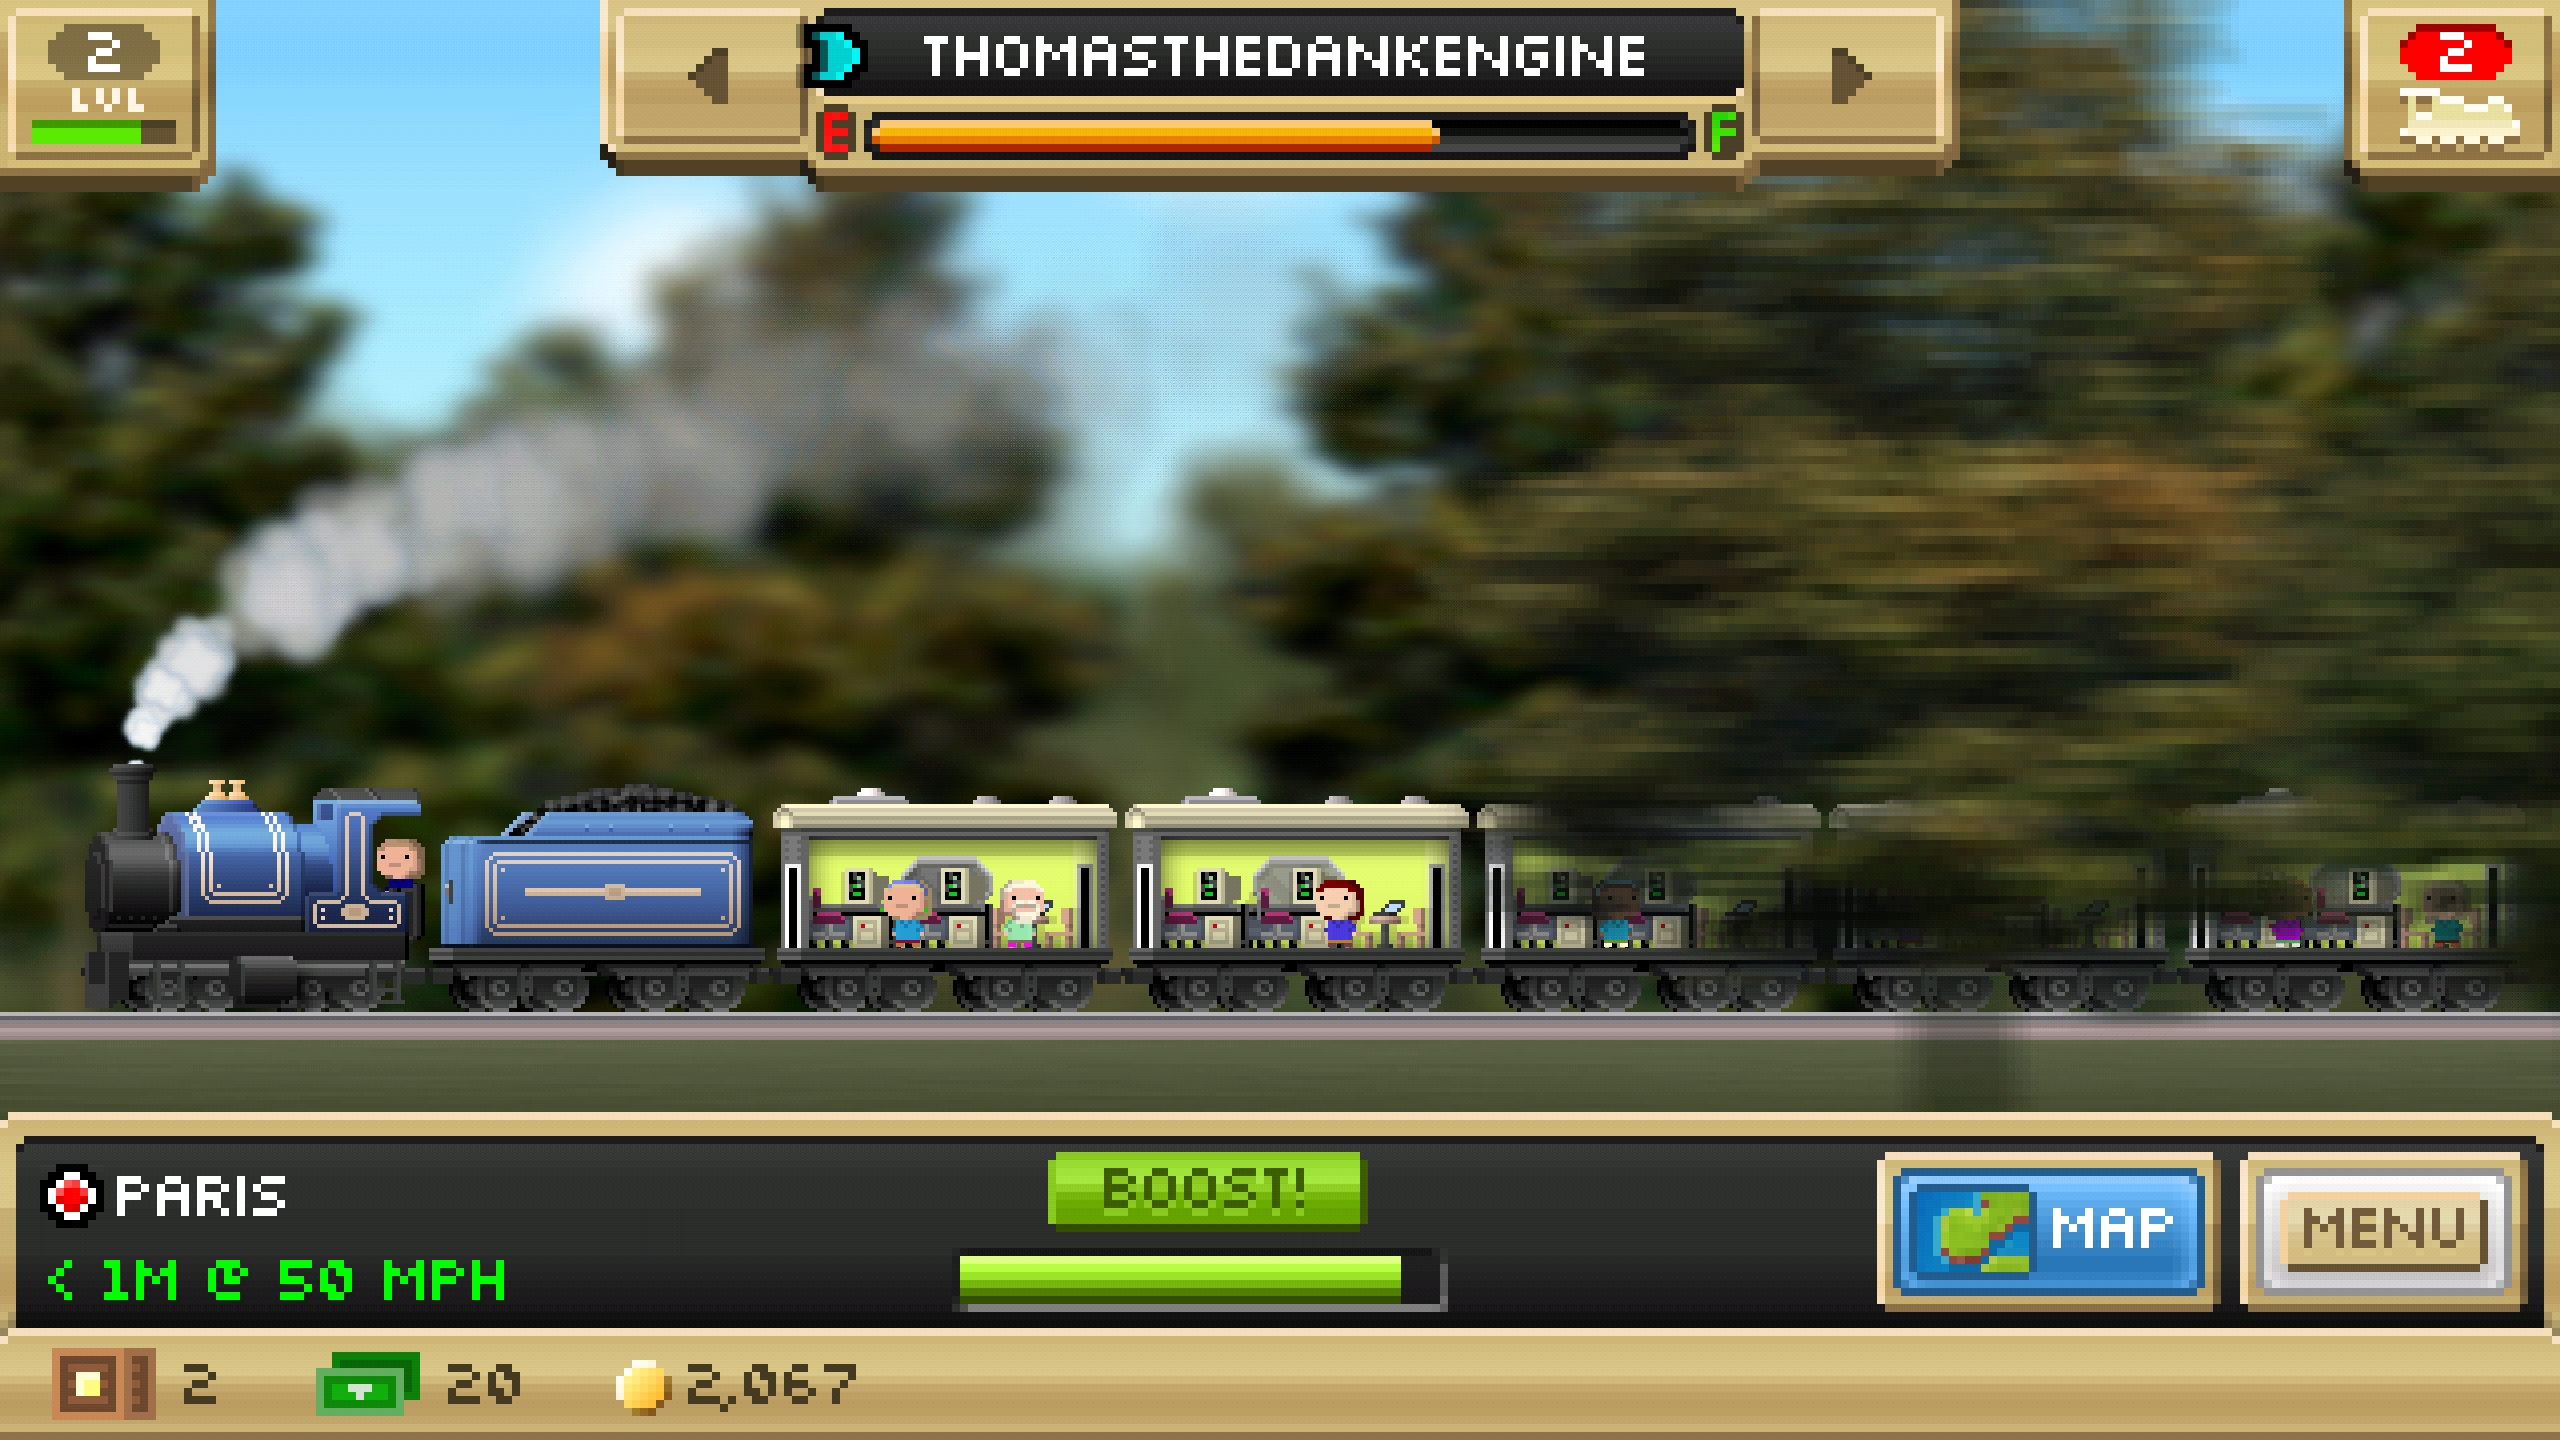 2
LVL
THOMASTHEDANKENGINE
E
F
2
PARIS
< 1M @ 50 MPH
BOOST!
MAP
MENU
2
20
2,067